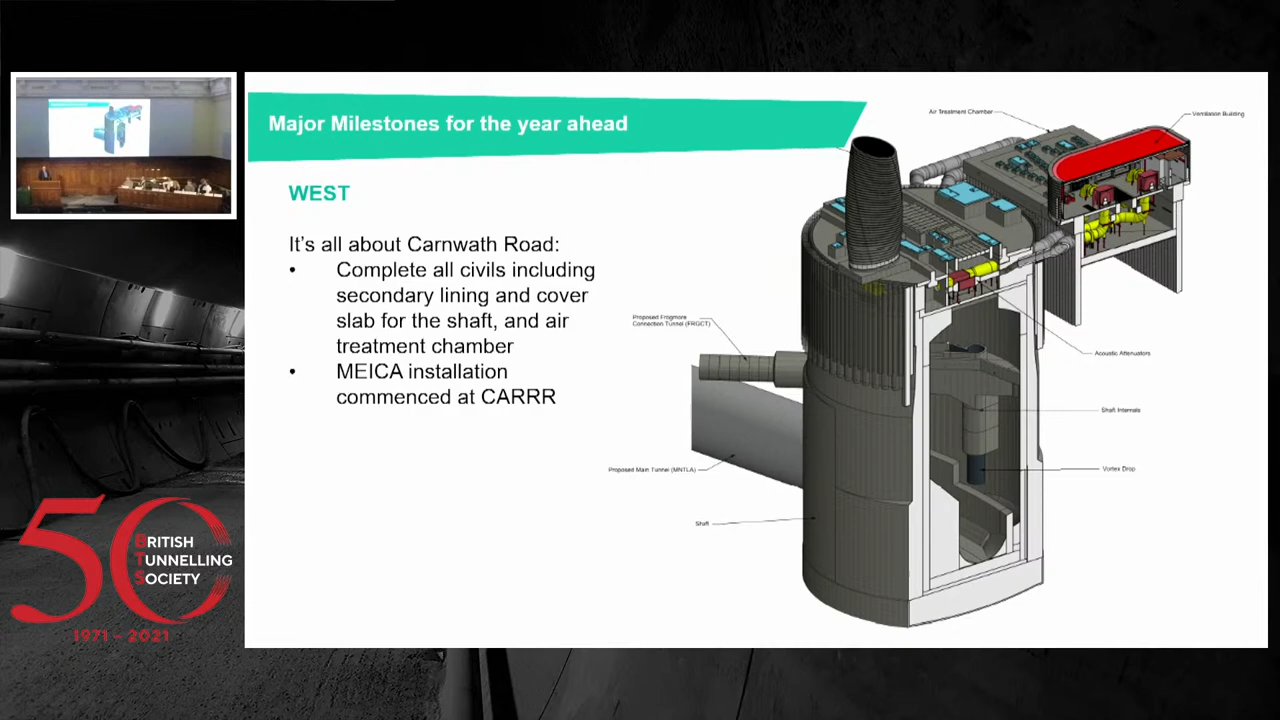 Major Milestones for the year ahead
WEST
It's all about Carnwath Road:
• Complete all civils including
secondary lining and cover
slab for the shaft, and air
treatment chamber
• MEICA installation
commenced at CARRR
Air Treatment Chamber
Ventilation Building
Proposed Frogmore
Connection Tunnel (FRGCT)
Acoustic Attenuators
Shaft Internals
Vortex Drop
Proposed Main Tunnel (MNTLA)
Shaft
50
BRITISH
TUNNELLING
SOCIETY
1971 - 2021